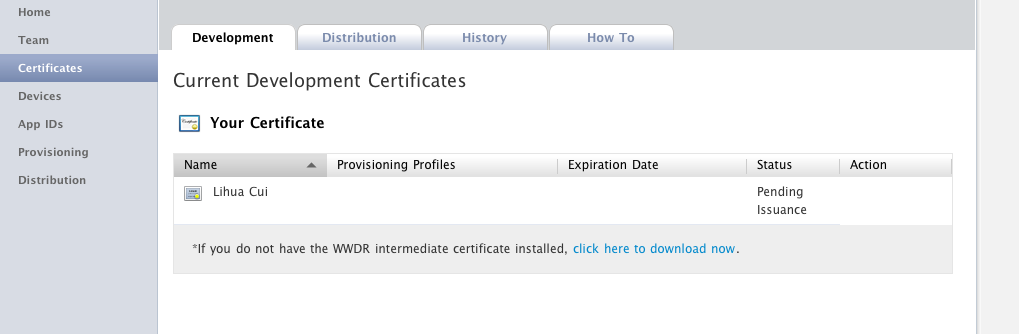 Home
Team
Certificates
Devices
App IDs
Provisioning
Distribution
Development Distribution History How To
Current Development Certificates
Your Certificate
Name Provisioning Profiles Expiration Date Status Action
Lihua Cui Pending
Issuance
*If you do not have the WWDR intermediate certificate installed, click here to download now.